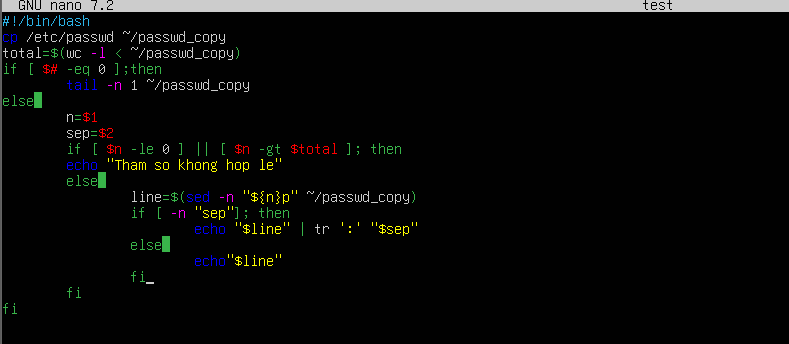 GNU nano 7.2 test
#!/bin/bash
cp /etc/passwd ~/passwd_copy
total=$(wc -l < ~/passwd_copy)
if [ $# -eq 0 ];then
tail -n 1 ~/passwd_copy
else
n=$1
sep=$2
if [ $n -le 0 ] || [ $n -gt $total ]; then
echo "Tham so khong hop le"
else
line=$(sed -n "${n}p" ~/passwd_copy)
if [ -n "sep"]; then
echo "$line" | tr ':' "$sep"
else
echo"$line"
fi
fi
fi